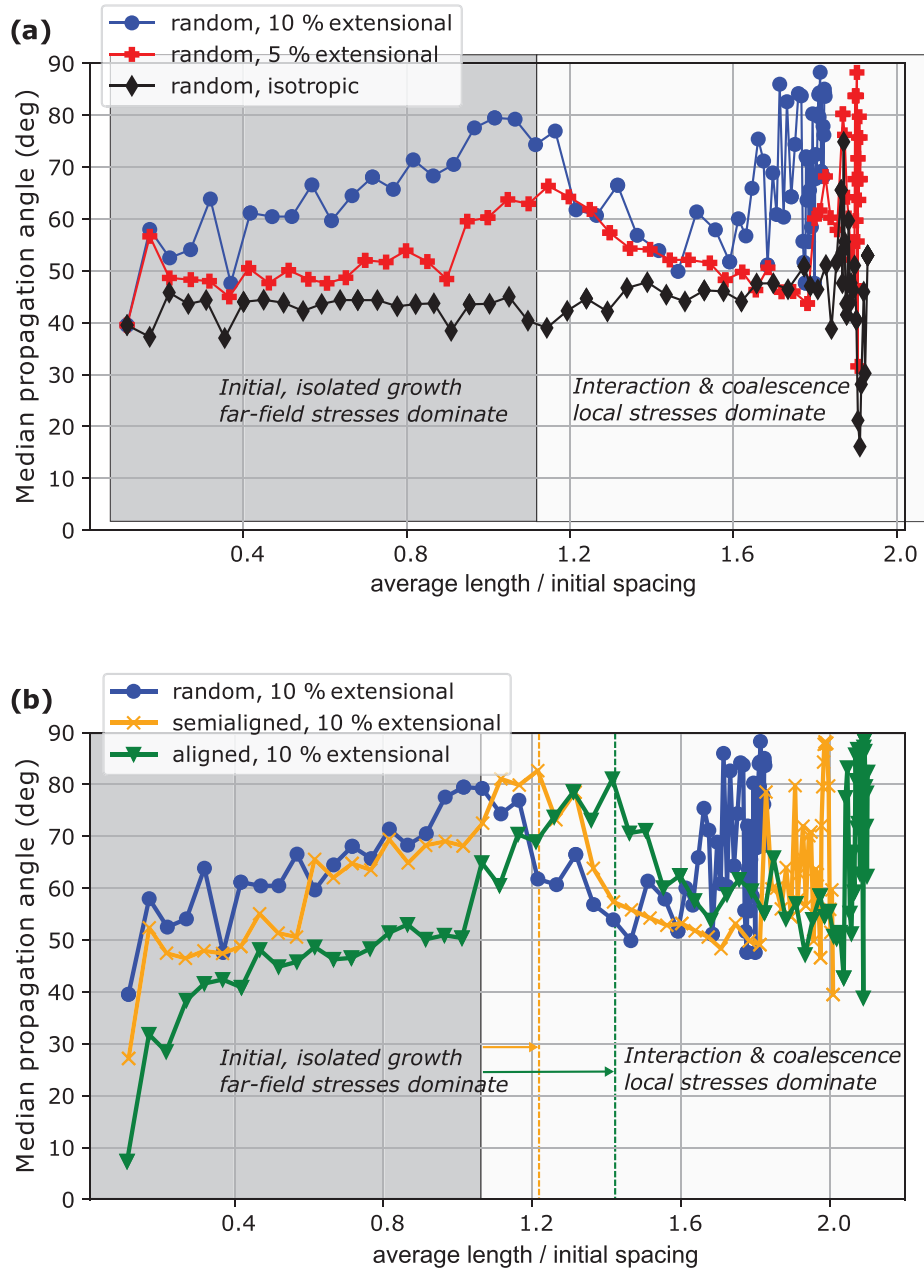 (a)
random, 10 % extensional
random, 5 % extensional
random, isotropic
90
80
70
60
50
40
30
20
10
0
Median propagation angle (deg)
Initial, isolated growth
far-field stresses dominate
Interaction & coalescence
local stresses dominate
0.4
0.8
1.2
1.6
2.0
average length / initial spacing
(b)
random, 10 % extensional
semialigned, 10 % extensional
aligned, 10 % extensional
90
80
70
60
50
40
30
20
10
0
Median propagation angle (deg)
Initial, isolated growth
far-field stresses dominate
Interaction & coalescence
local stresses dominate
0.4
0.8
1.2
1.6
2.0
average length / initial spacing